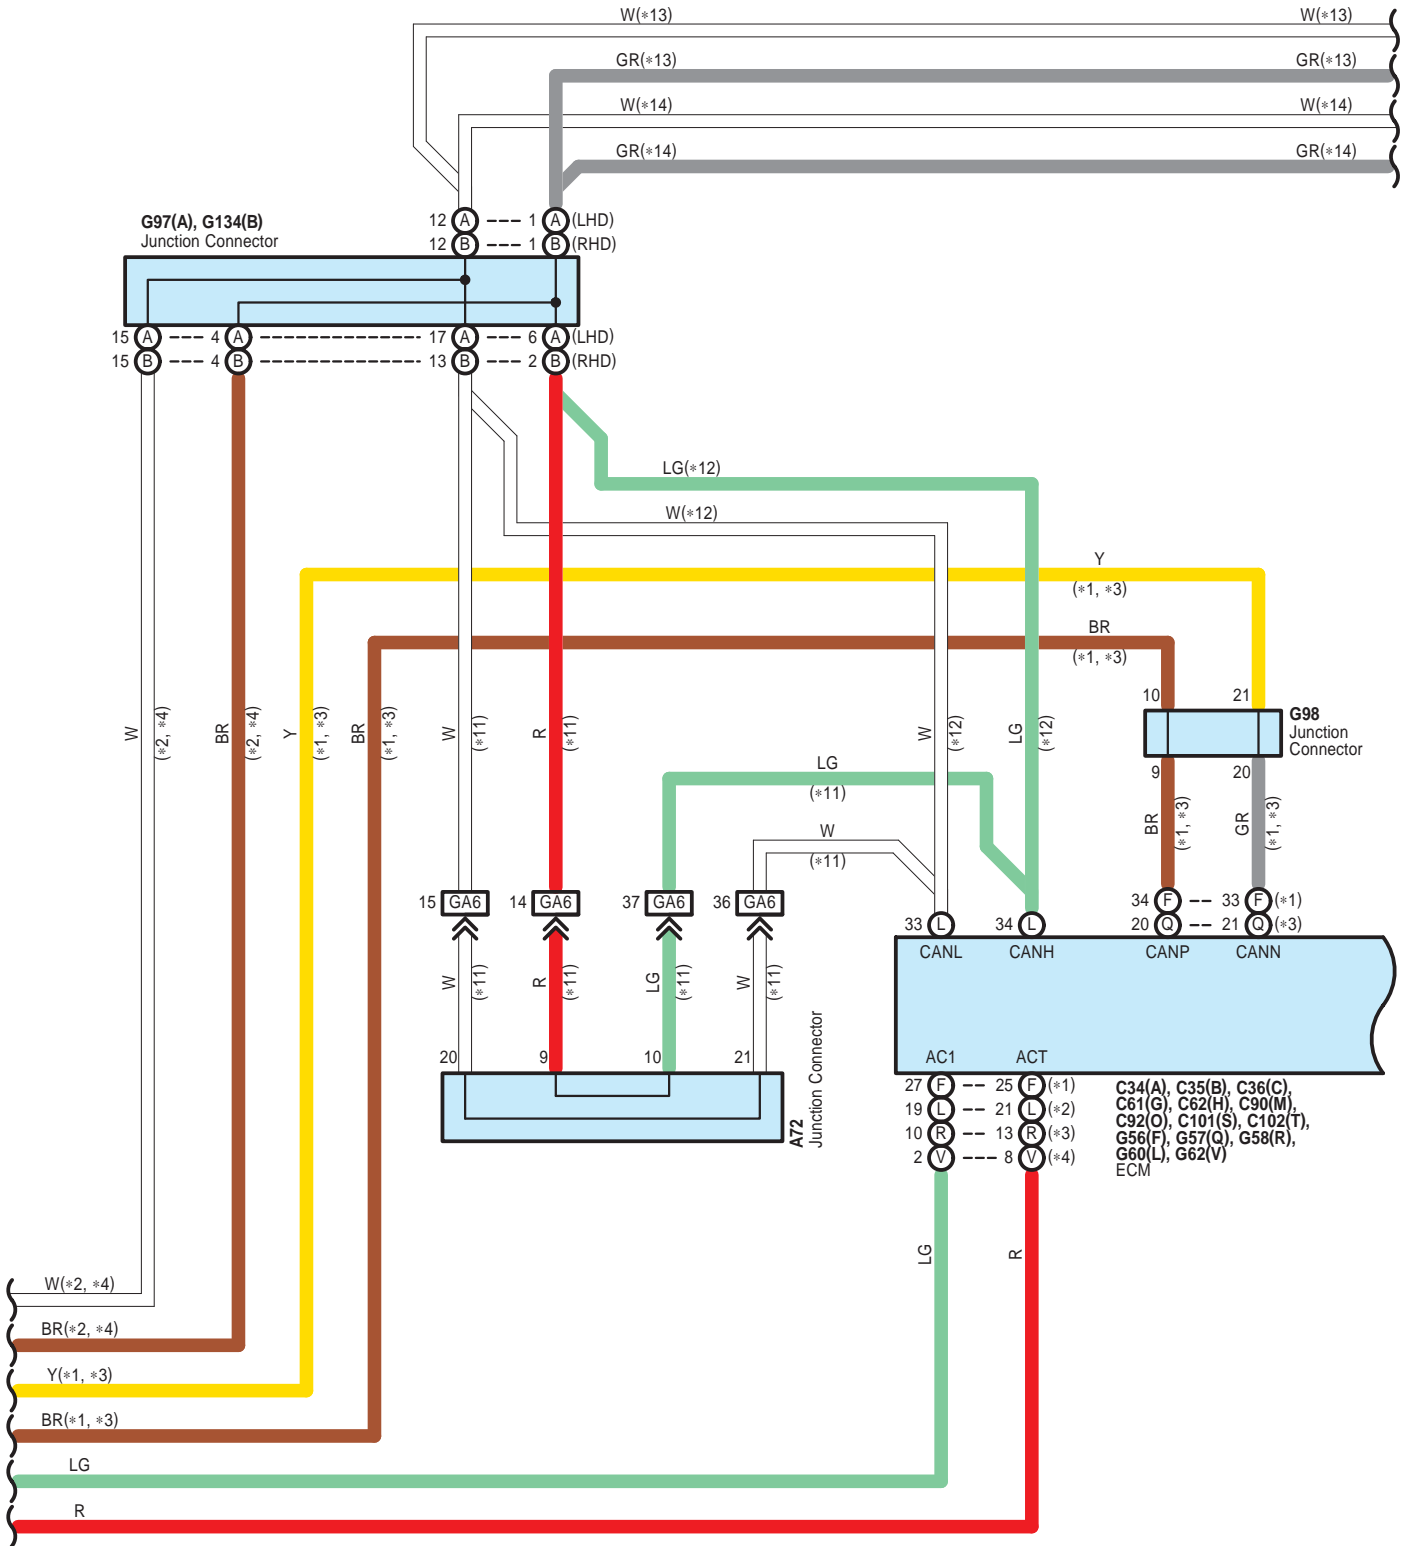 W(*13) W(*13)
GR(*13) GR(*13)
W(*14) W(*14)
GR(*14) GR(*14)
G97(A), G134(B)
Junction Connector
12 A 1 A (LHD)
12 B 1 B (RHD)
15 A 4 A 17 A 6 A (LHD)
15 B 4 B 13 B 2 B (RHD)
LG(*12)
W(*12)
Y
(*1, *3)
BR
(*1, *3)
10 21
G98
Junction
Connector
9 20
W
(*2, *4)
BR
(*2, *4)
Y
(*1, *3)
BR
(*1, *3)
W
(*11)
R
(*11)
W
(*12)
LG
(*12)
LG
(*11)
W
(*11)
BR
(*1, *3)
GR
(*1, *3)
15 GA6 14 GA6 37 GA6 36 GA6
34 F 33 F (*1)
33 L 34 L 20 Q 21 Q (*3)
CANL CANH CANP CANN
W
(*11)
R
(*11)
LG
(*11)
W
(*11)
20 9 10 21
A72
Junction Connector
AC1 ACT
27 F 25 F (*1)
19 L 21 L (*2)
10 R 13 R (*3)
2 V 8 V (*4)
C34(A), C35(B), C36(C),
C61(G), C62(H), C90(M),
C92(O), C101(S), C102(T),
G56(F), G57(Q), G58(R),
G60(L), G62(V)
ECM
LG
R
W(*2, *4)
BR(*2, *4)
Y(*1, *3)
BR(*1, *3)
LG
R